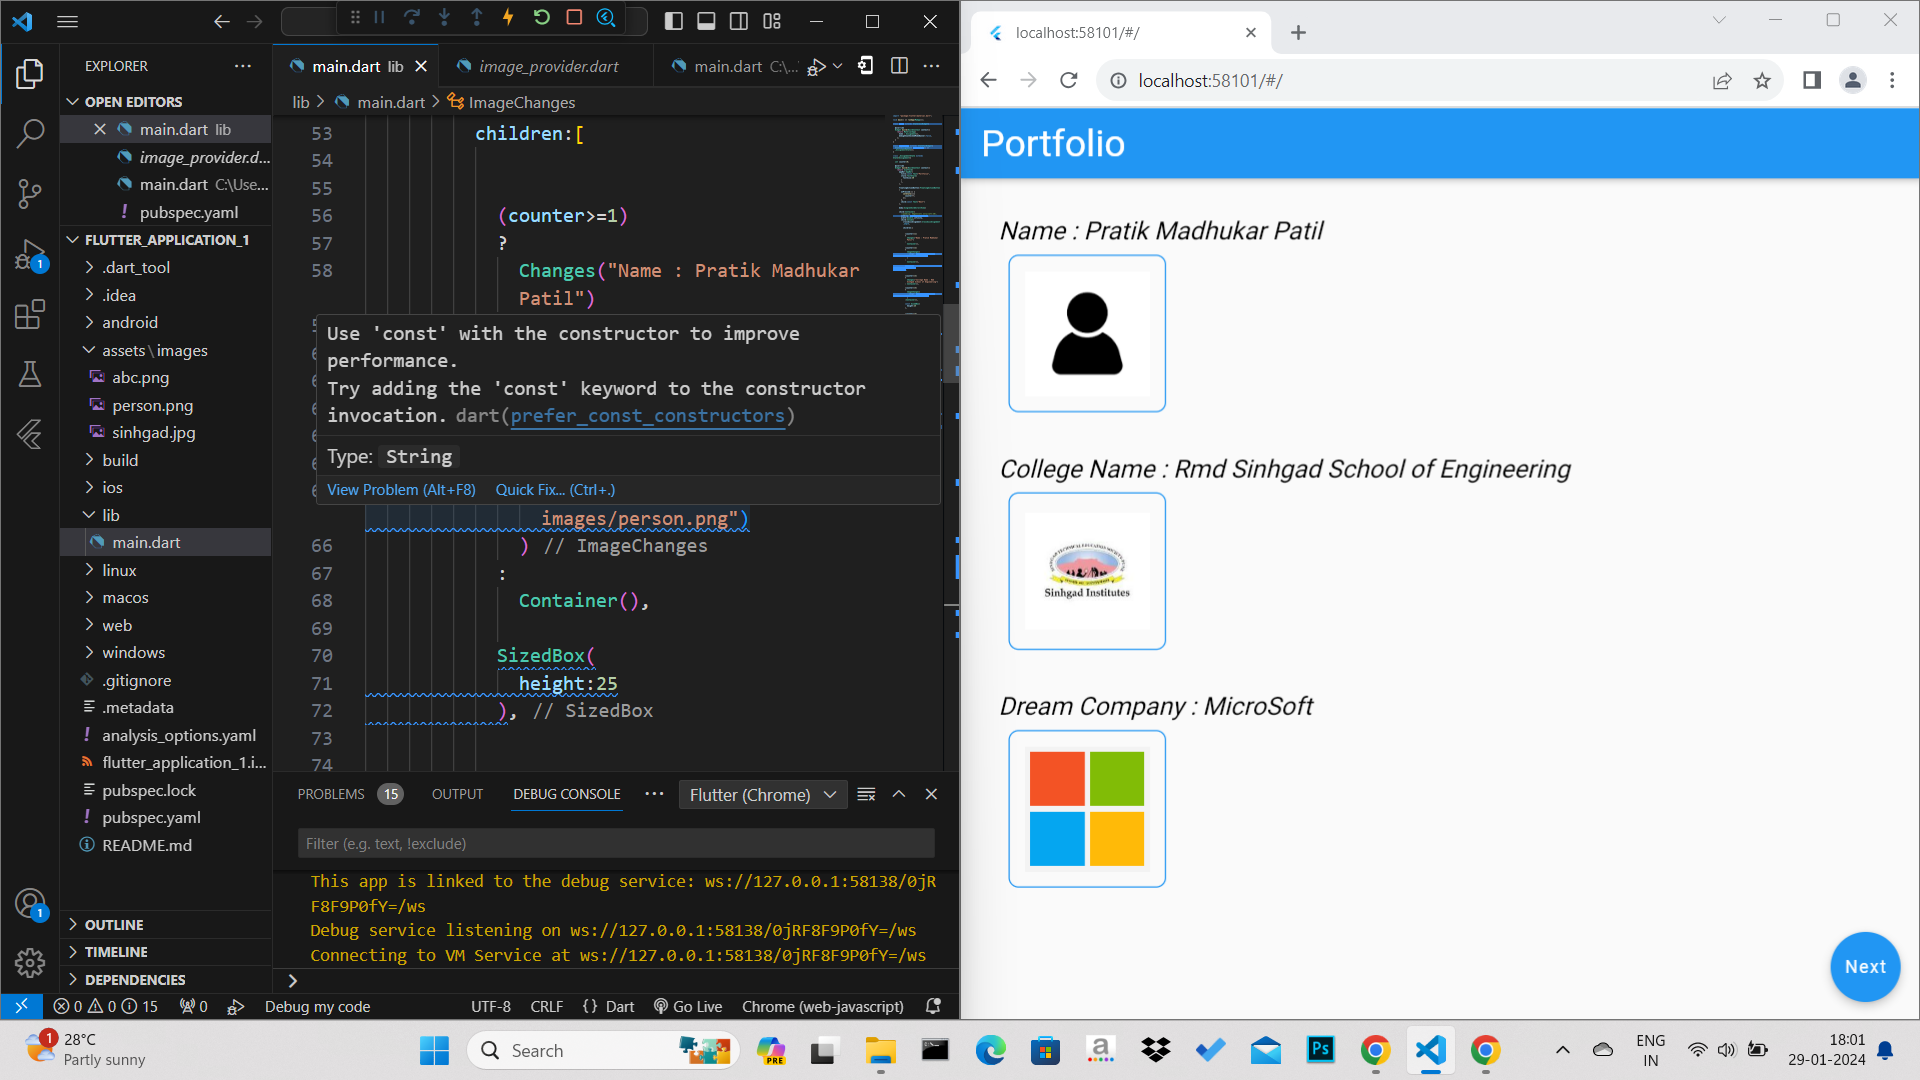 localhost:58101/#/
EXPLORER
main.dart lib
image_provider.dart
main.dart C:\...
localhost:58101/#/
OPEN EDITORS
lib > main.dart > ImageChanges
main.dart lib
image_provider.d...
main.dart C:\Use...
pubspec.yaml
FLUTTER_APPLICATION_1
.dart_tool
.idea
android
assets\images
abc.png
person.png
sinhgad.jpg
build
ios
lib
main.dart
linux
macos
web
windows
.gitignore
.metadata
analysis_options.yaml
flutter_application_1.i...
pubspec.lock
pubspec.yaml
README.md
OUTLINE
TIMELINE
DEPENDENCIES
53 children:[
54
55
56 (counter>=1)
57 ?
58 Changes("Name : Pratik Madhukar
Patil")
Use 'const' with the constructor to improve
performance.
Try adding the 'const' keyword to the constructor
invocation. dart(prefer_const_constructors)
Type: String
View Problem (Alt+F8) Quick Fix... (Ctrl+.)
images/person.png")
66 ) // ImageChanges
67 :
68 Container(),
69
70 SizedBox(
71 height:25
72 ), // SizedBox
73
74
PROBLEMS 15 OUTPUT DEBUG CONSOLE ... Flutter (Chrome)
Filter (e.g. text, !exclude)
This app is linked to the debug service: ws://127.0.0.1:58138/0jR
F8F9P0fY=/ws
Debug service listening on ws://127.0.0.1:58138/0jRF8F9P0fY=/ws
Connecting to VM Service at ws://127.0.0.1:58138/0jRF8F9P0fY=/ws
>
1
1
0 0 15 0 Debug my code UTF-8 CRLF {} Dart Go Live Chrome (web-javascript)
Portfolio
Name : Pratik Madhukar Patil
College Name : Rmd Sinhgad School of Engineering
Sinhgad Institutes
Dream Company : MicroSoft
Next
1
28°C
Partly sunny
Search
PRE
a
Ps
ENG
IN
18:01
29-01-2024